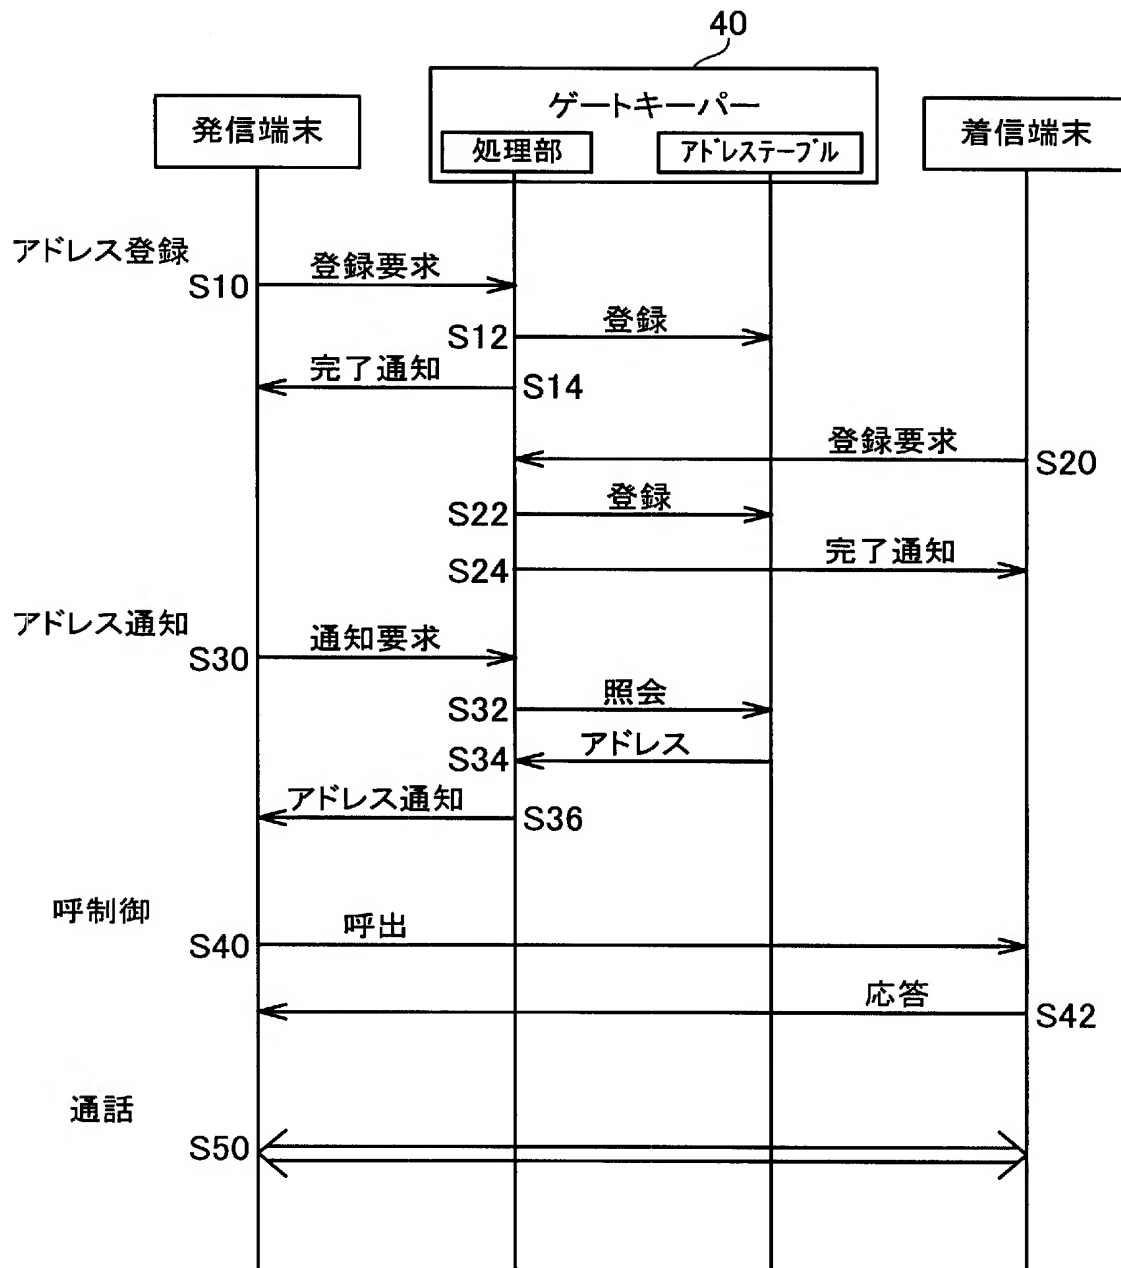 40
ゲートキーパー
発信端末
処理部
アドレステーブル
着信端末
アドレス登録
S10
登録要求
S12
登録
完了通知
S14
登録要求
S20
S22
登録
S24
完了通知
アドレス通知
S30
通知要求
S32
照会
S34
アドレス
アドレス通知
S36
呼制御
S40
呼出
応答
S42
通話
S50